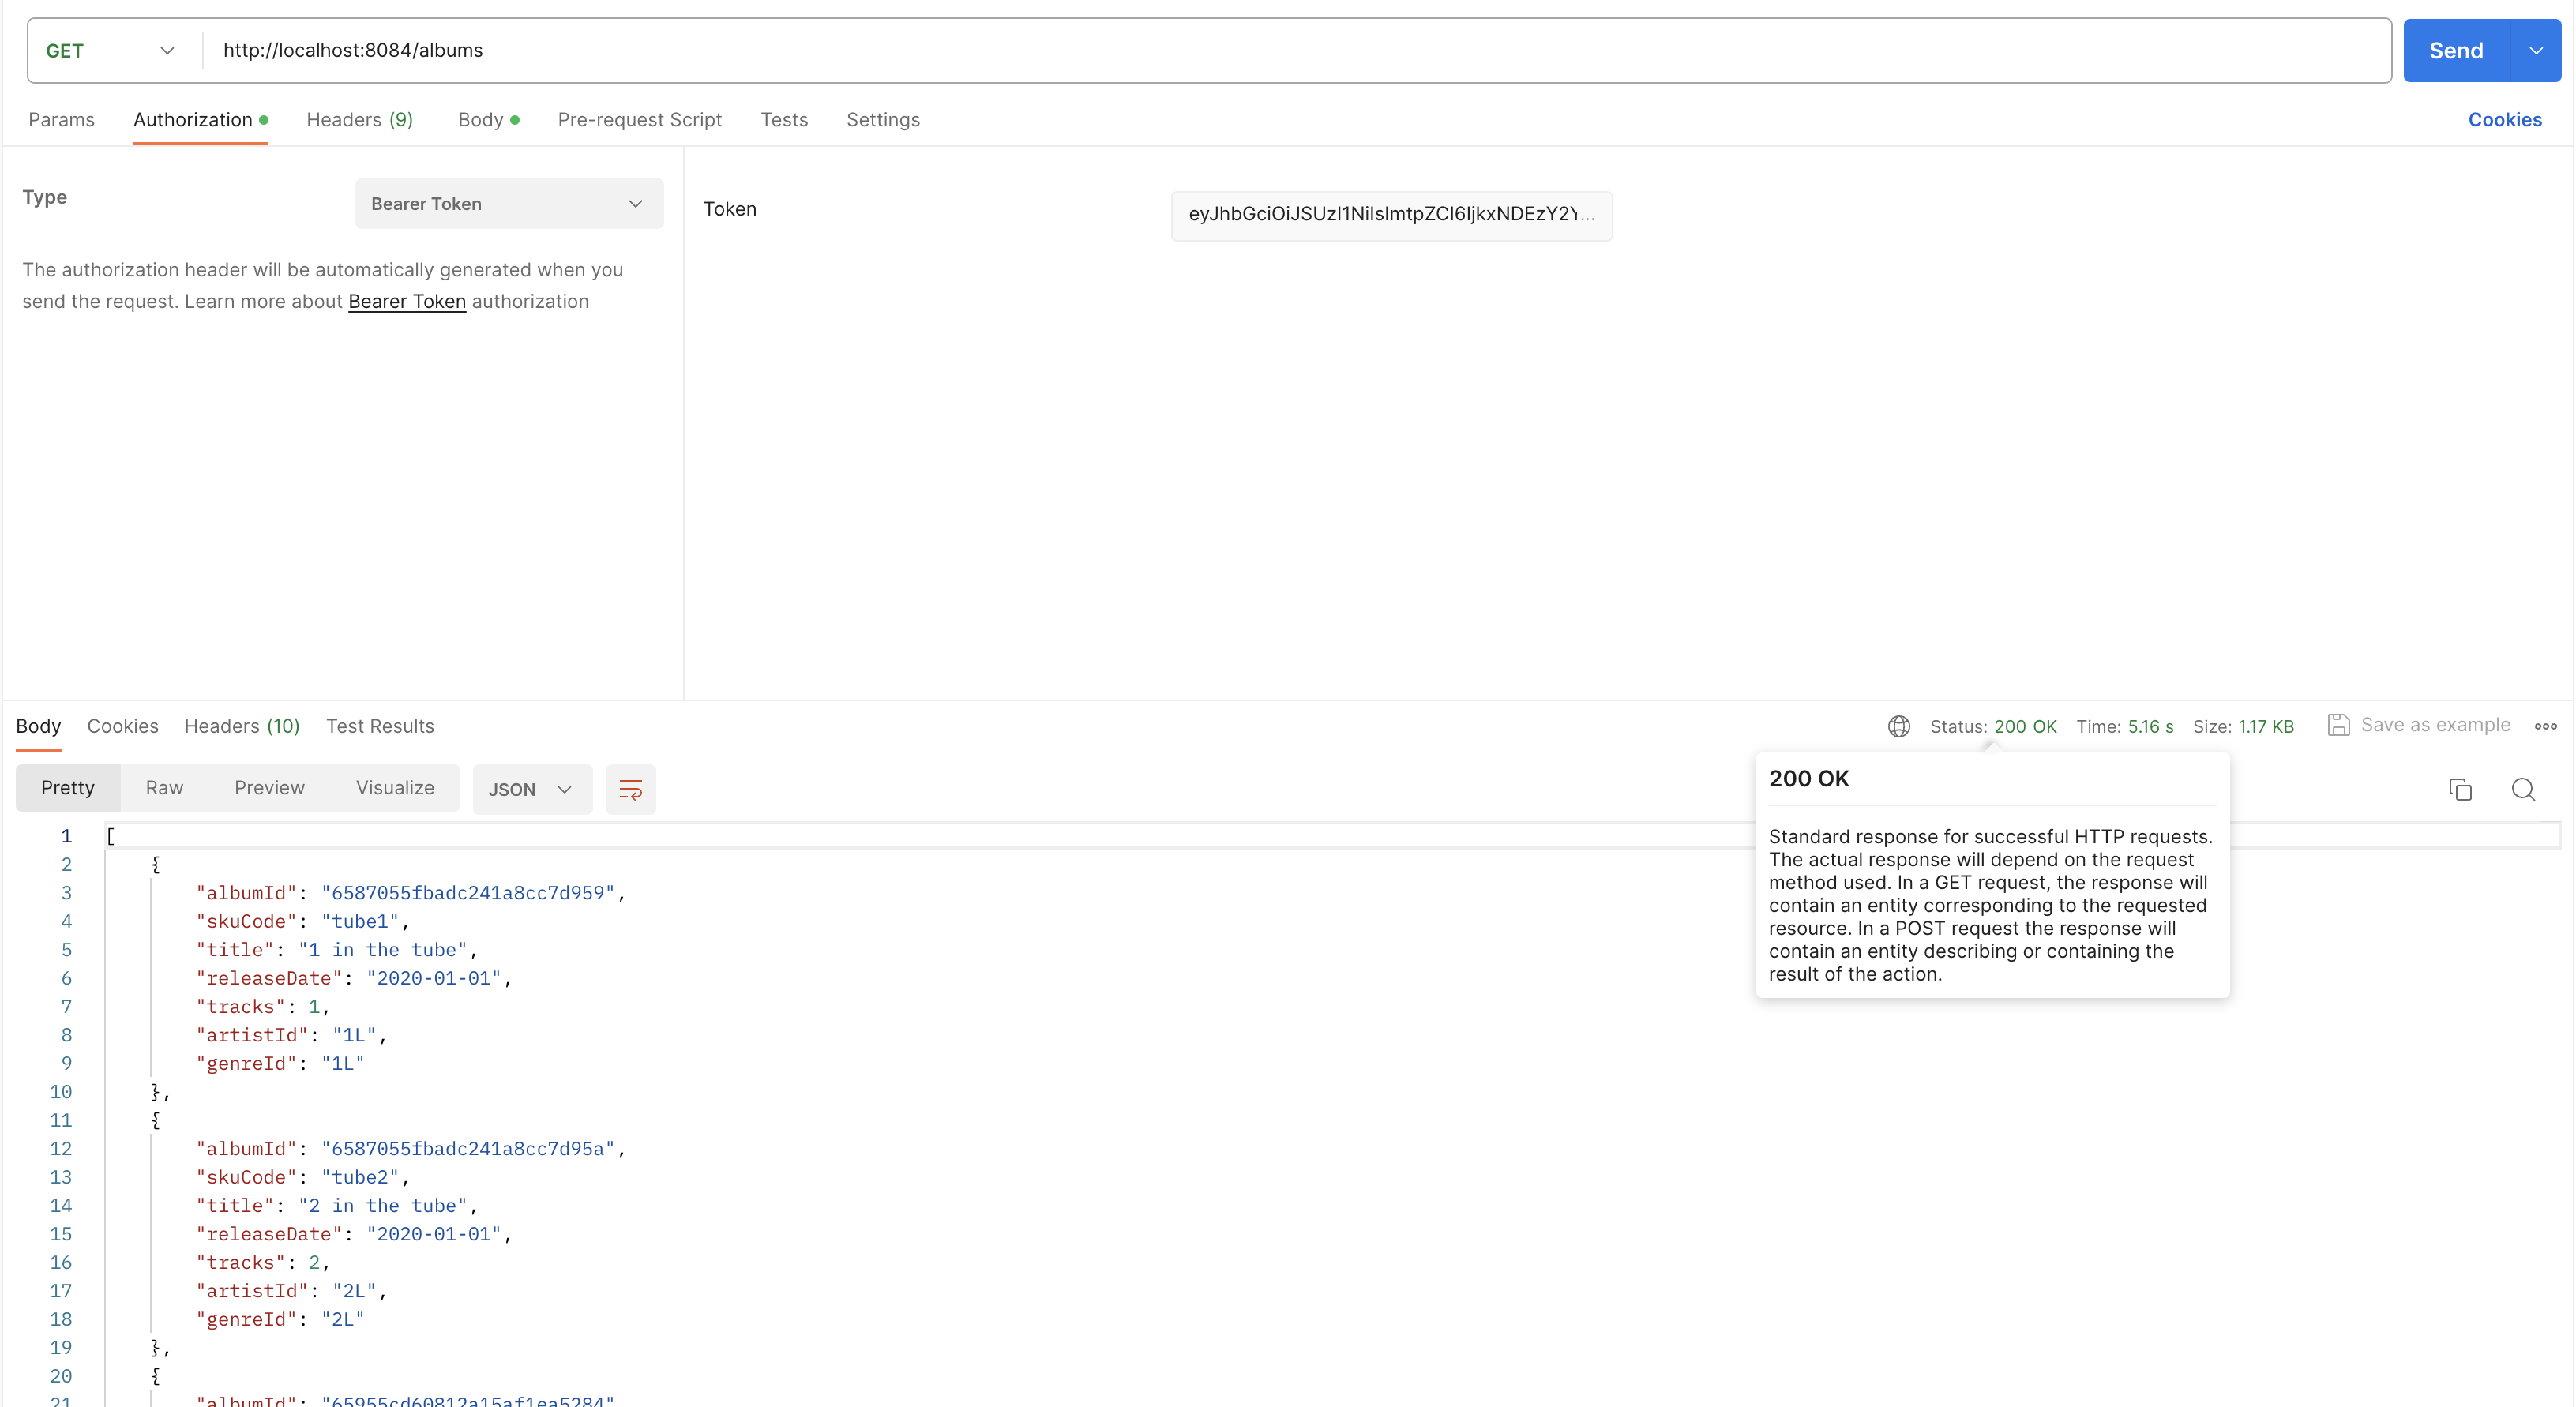 GET http://localhost:8084/albums Send
Params Authorization Headers (9) Body Pre-request Script Tests Settings Cookies
Type Bearer Token
The authorization header will be automatically generated when you
send the request. Learn more about Bearer Token authorization
Token eyJhbGciOiJSUzI1NiIsImtpZCI6IjkxNDEzY2Y...
Body Cookies Headers (10) Test Results Status: 200 OK Time: 5.16 s Size: 1.17 KB Save as example
Pretty Raw Preview Visualize JSON
200 OK
Standard response for successful HTTP requests.
The actual response will depend on the request
method used. In a GET request, the response will
contain an entity corresponding to the requested
resource. In a POST request the response will
contain an entity describing or containing the
result of the action.
1 [
2 {
3 "albumId": "6587055fbadc241a8cc7d959",
4 "skuCode": "tube1",
5 "title": "1 in the tube",
6 "releaseDate": "2020-01-01",
7 "tracks": 1,
8 "artistId": "1L",
9 "genreId": "1L"
10 },
11 {
12 "albumId": "6587055fbadc241a8cc7d95a",
13 "skuCode": "tube2",
14 "title": "2 in the tube",
15 "releaseDate": "2020-01-01",
16 "tracks": 2,
17 "artistId": "2L",
18 "genreId": "2L"
19 },
20 {
21 "albumId": "65955cd60812a15af1ea5284"